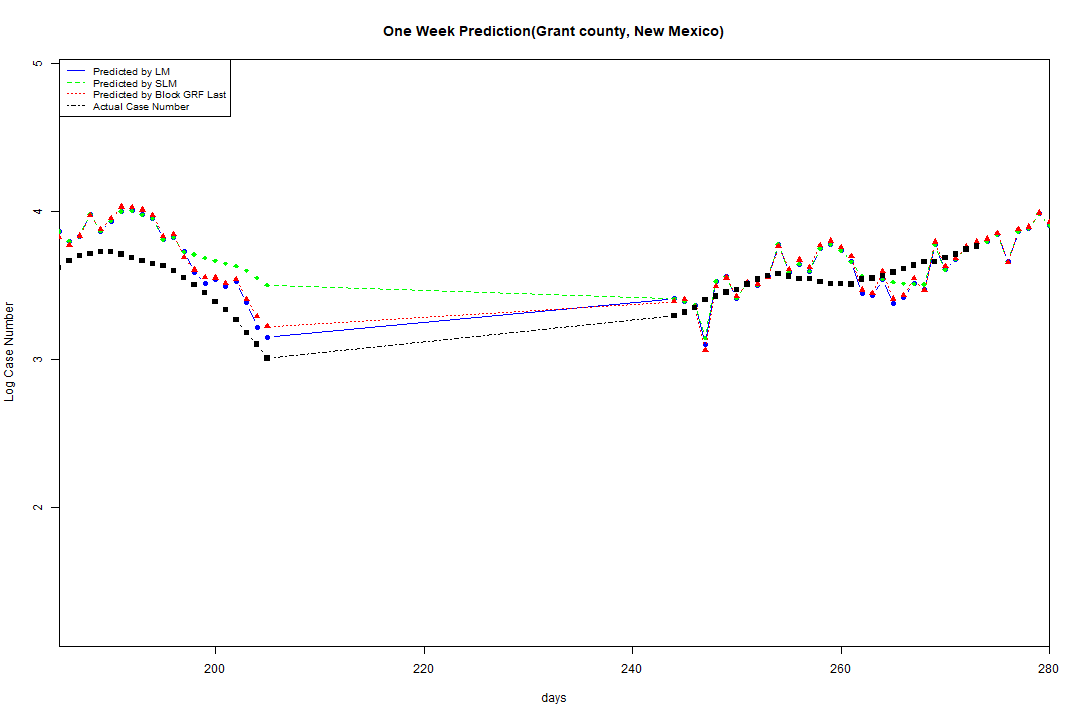 One Week Prediction(Grant county, New Mexico)
Predicted by LM
Predicted by SLM
Predicted by Block GRF Last
Actual Case Number
5
4
3
2
Log Case Number
200 220 240 260 280
days